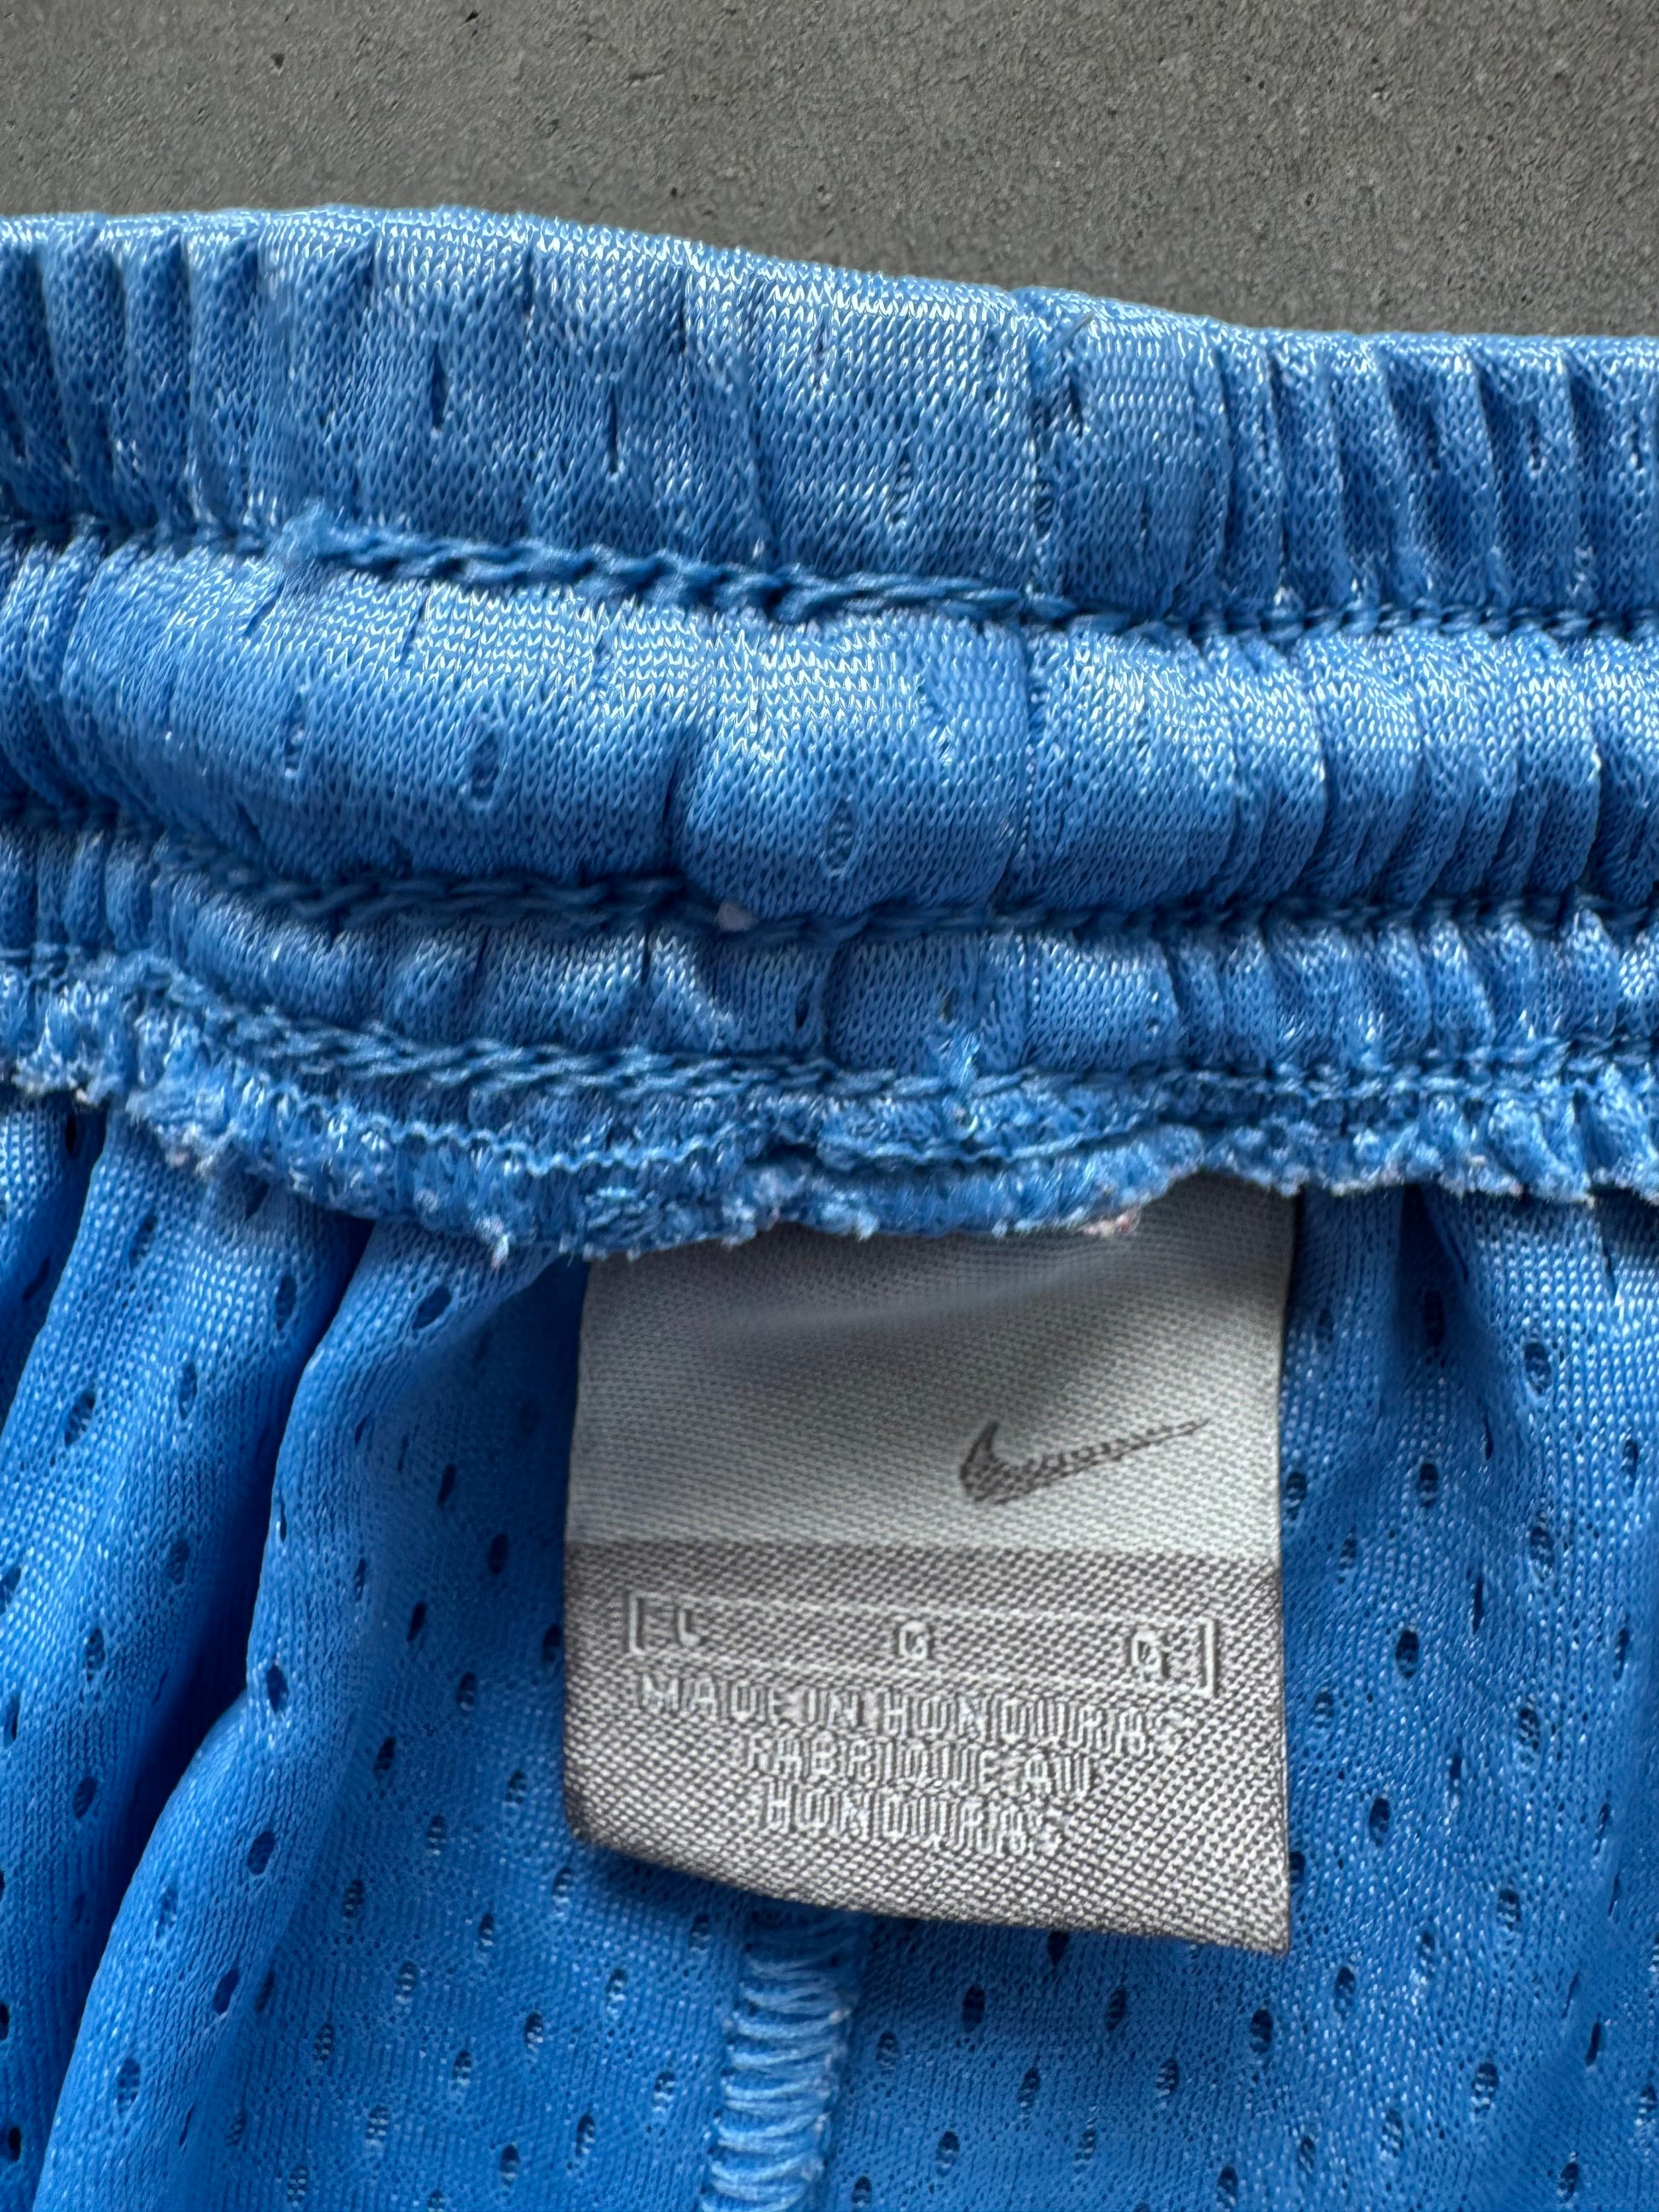 [ L G G ]
MADE IN HONDURAS
FABRIQUE AU
HONDURAS